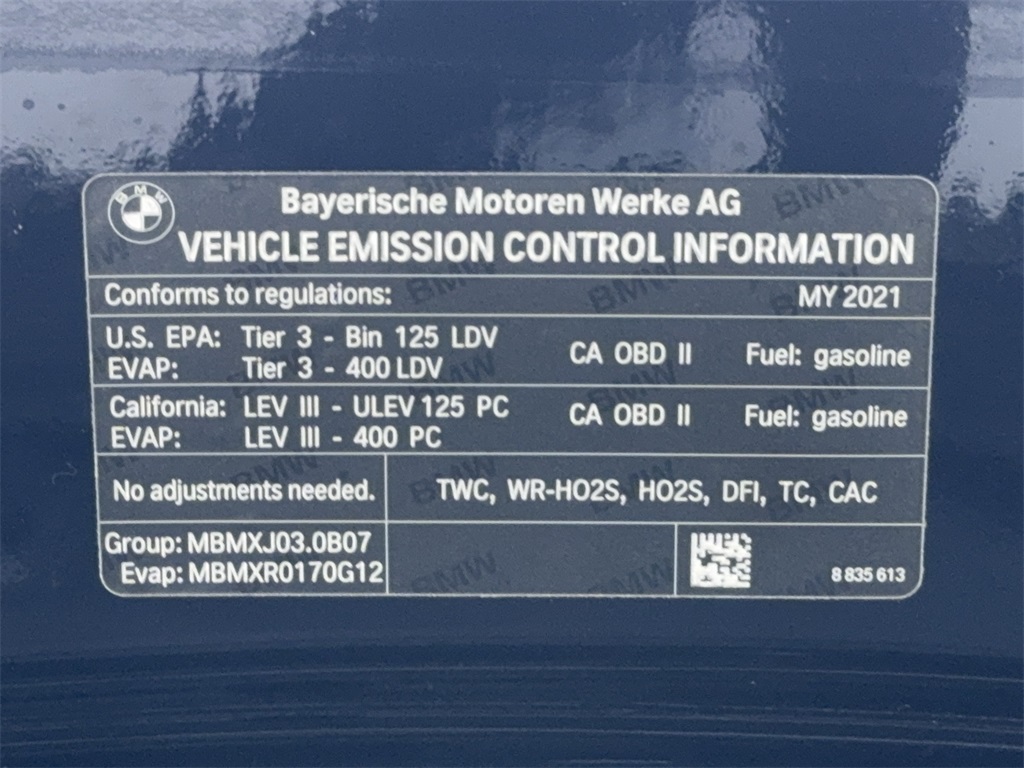 BMW
Bayerische Motoren Werke AG
VEHICLE EMISSION CONTROL INFORMATION
Conforms to regulations: MY 2021
U.S. EPA: Tier 3 - Bin 125 LDV CA OBD II Fuel: gasoline
EVAP: Tier 3 - 400 LDV
California: LEV III - ULEV 125 PC CA OBD II Fuel: gasoline
EVAP: LEV III - 400 PC
No adjustments needed. TWC, WR-HO2S, HO2S, DFI, TC, CAC
Group: MBMXJ03.0B07
Evap: MBMXR0170G12 8 835 613